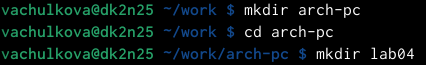 vachulkova@dk2n25 ~/work $ mkdir arch-pc
vachulkova@dk2n25 ~/work $ cd arch-pc
vachulkova@dk2n25 ~/work/arch-pc $ mkdir lab04